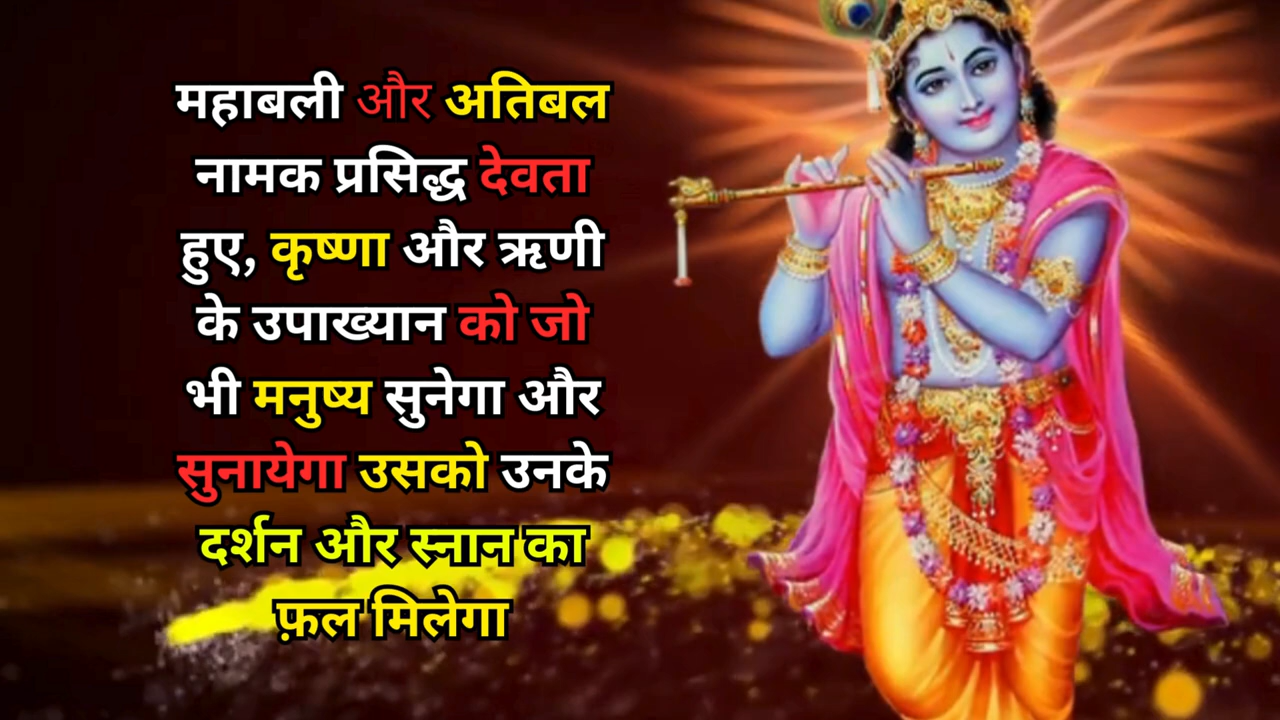 महाबली और अतिबल
नामक प्रसिद्ध देवता
हुए, कृष्णा और ऋणी
के उपाख्यान को जो
भी मनुष्य सुनेगा और
सुनायेगा उसको उनके
दर्शन और स्नान का
फ़ल मिलेगा